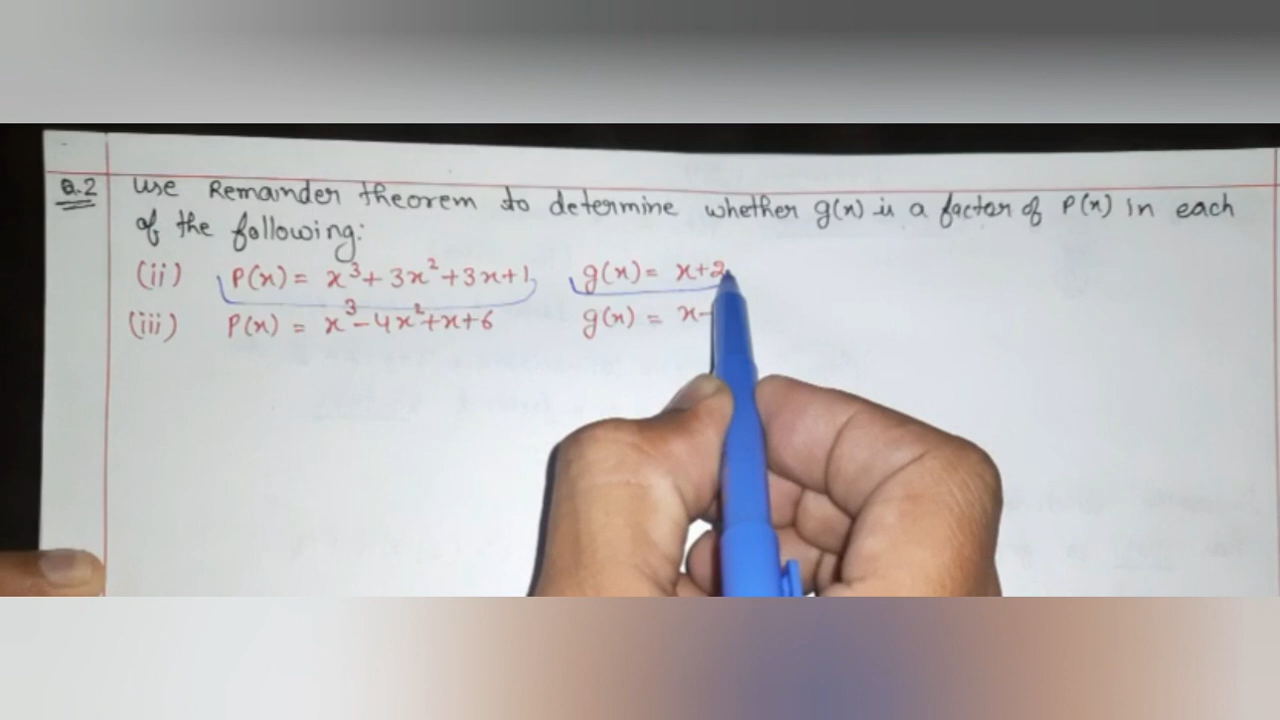 Q.2 Use Remander theorem to determine whether g(x) is a factor of P(x) in each
of the following:
(ii) P(x) = x³ + 3x² + 3x + 1, g(x) = x+2
(iii) P(x) = x³ - 4x² + x + 6 g(x) = x-